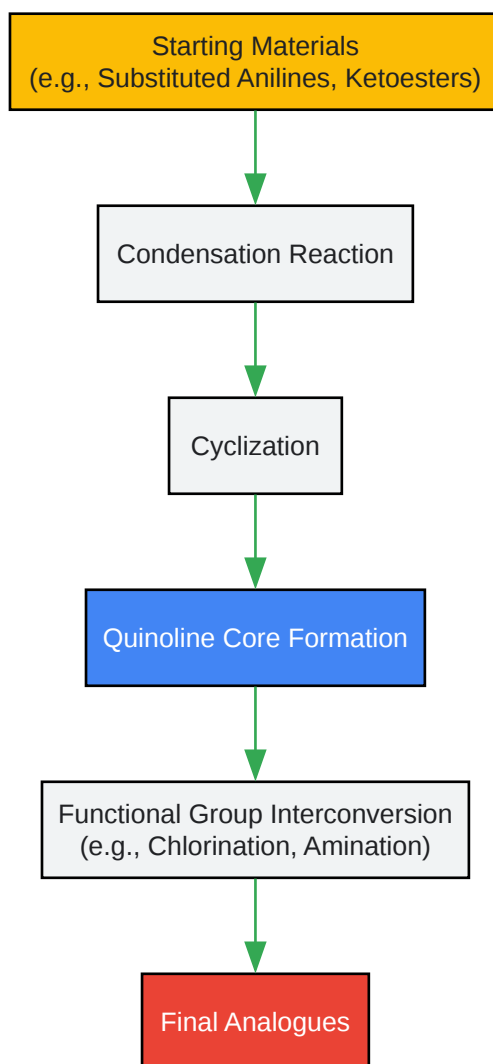 Starting Materials
(e.g., Substituted Anilines, Ketoesters)
Condensation Reaction
Cyclization
Quinoline Core Formation
Functional Group Interconversion
(e.g., Chlorination, Amination)
Final Analogues